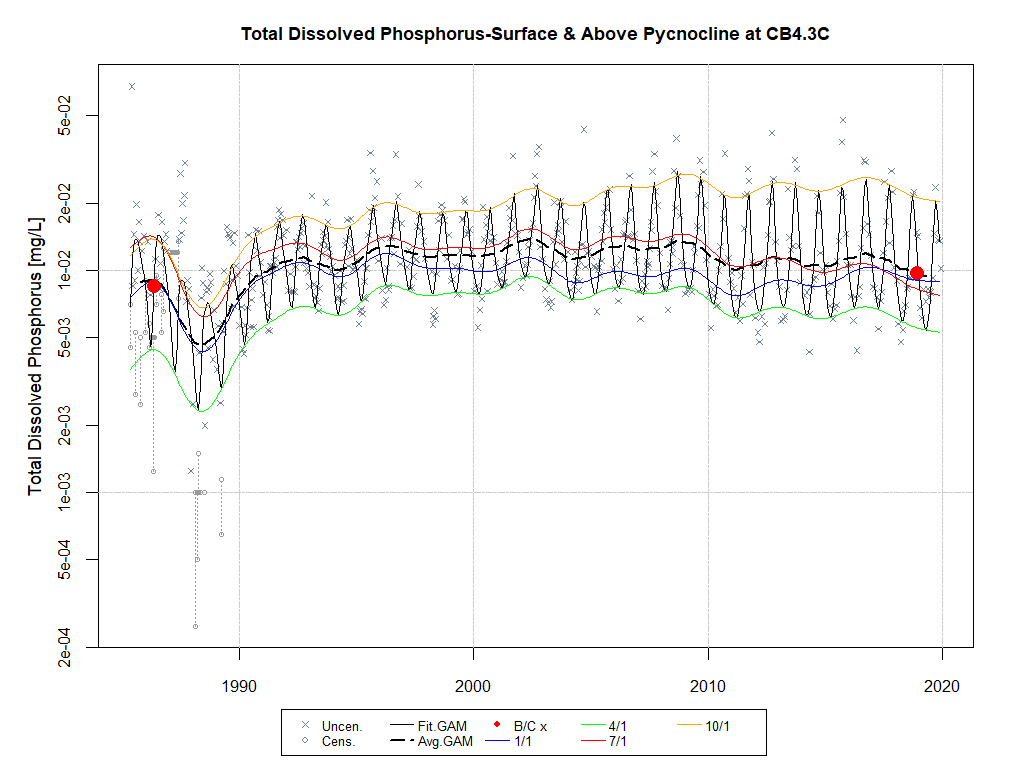 Total Dissolved Phosphorus-Surface & Above Pycnocline at CB4.3C
Total Dissolved Phosphorus [mg/L]
5e-02
2e-02
1e-02
5e-03
2e-03
1e-03
5e-04
2e-04
1990
2000
2010
2020
Uncen. Fit.GAM B/C x 4/1 10/1
Cens. Avg.GAM 1/1 7/1